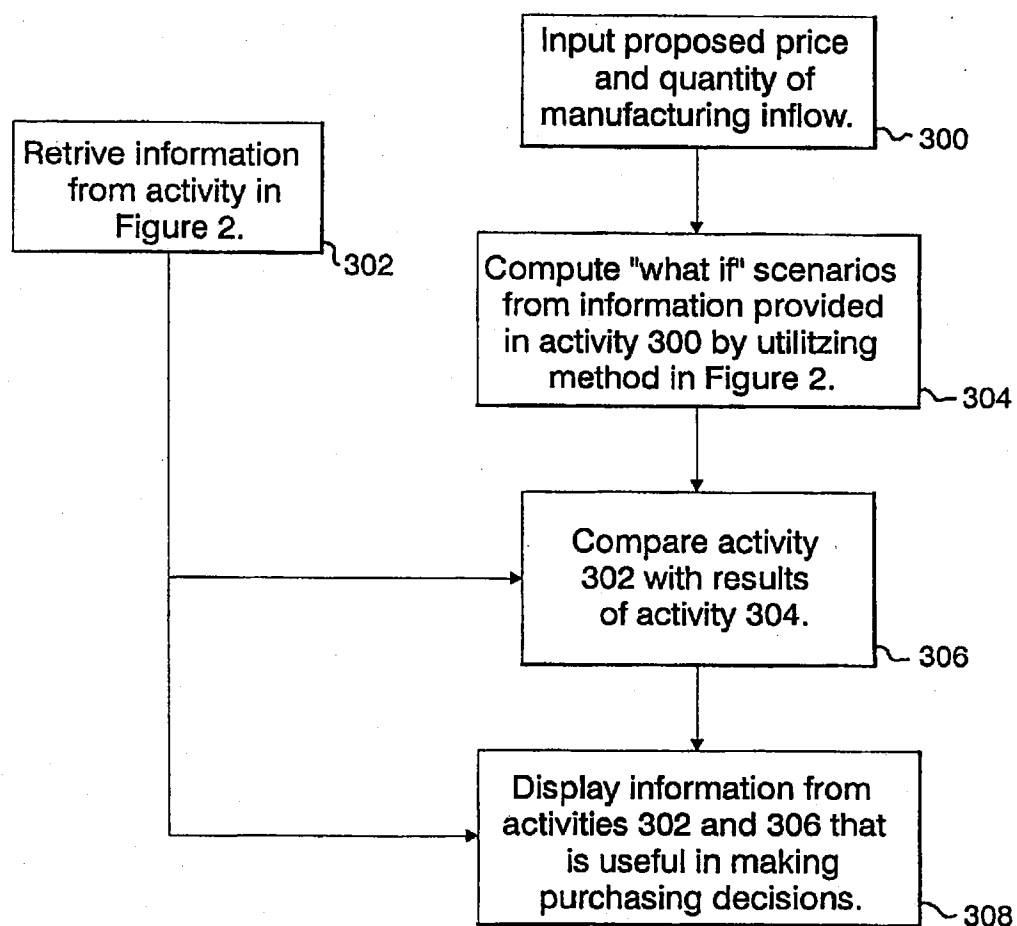 Input proposed price
and quantity of
manufacturing inflow.
300
Retrive information
from activity in
Figure 2.
302
Compute "what if" scenarios
from information provided
in activity 300 by utilitzing
method in Figure 2.
304
Compare activity
302 with results
of activity 304.
306
Display information from
activities 302 and 306 that
is useful in making
purchasing decisions.
308